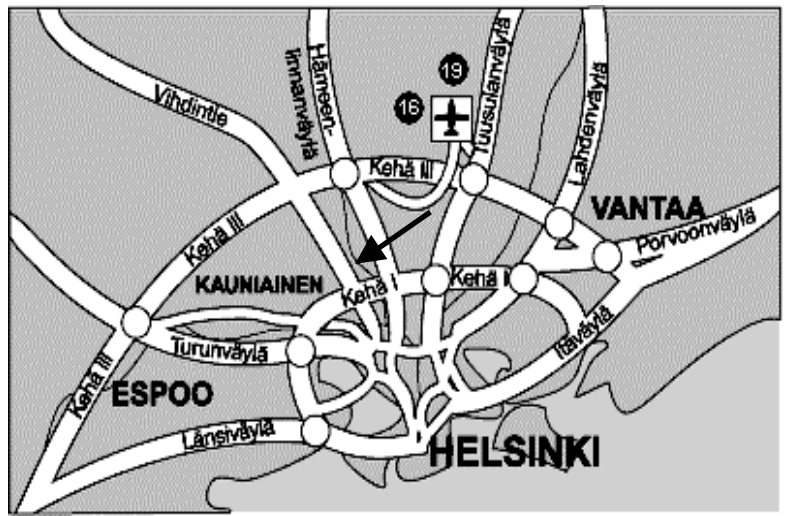 Vihdintie
Hämeen-
linnanväylä
19
16
Tuusulanväylä
Lahdenväylä
Kehä III
VANTAA
Porvoonväylä
Kehä III
KAUNIAINEN
Kehä I
Kehä I
Itäväylä
Turunväylä
Kehä III
ESPOO
Länsiväylä
HELSINKI